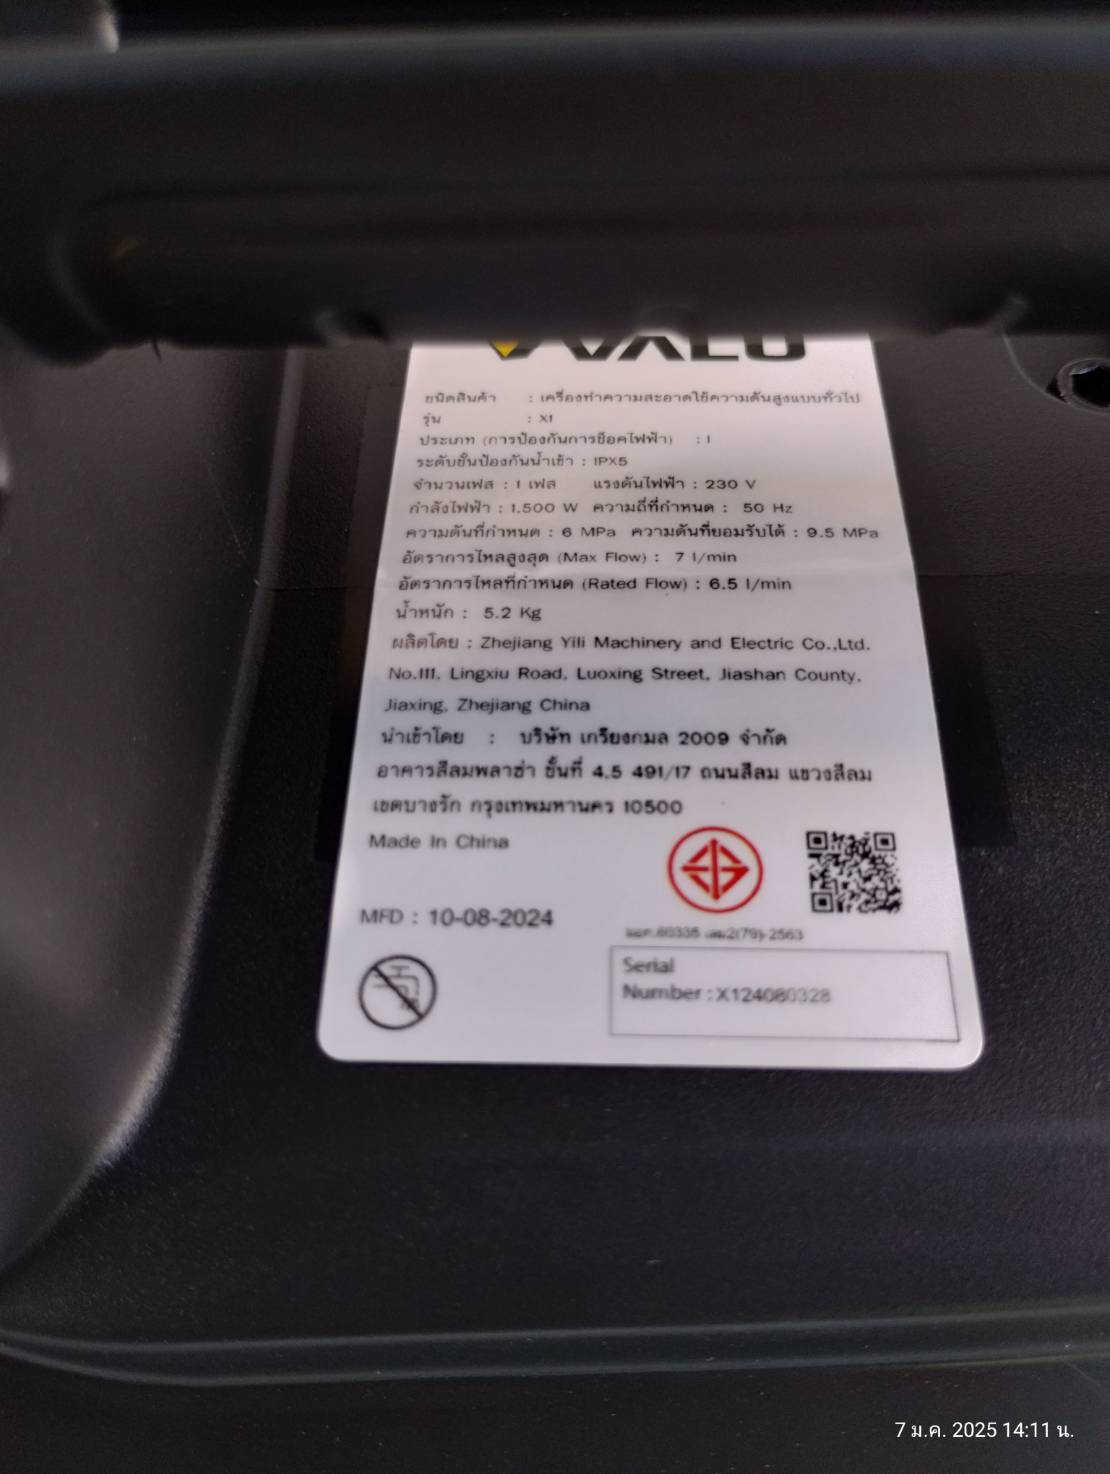 ชนิดสินค้า : เครื่องทำความสะอาดใช้ความดันสูงแบบทั่วไป
รุ่น : X1
ประเภท (การป้องกันการช็อคไฟฟ้า) : I
ระดับชั้นป้องกันน้ำเข้า : IPX5
จำนวนเฟส : 1 เฟส แรงดันไฟฟ้า : 230 V
กำลังไฟฟ้า : 1,500 W ความถี่ที่กำหนด : 50 Hz
ความดันที่กำหนด : 6 MPa ความดันที่ยอมรับได้ : 9.5 MPa
อัตราการไหลสูงสุด (Max Flow) : 7 l/min
อัตราการไหลที่กำหนด (Rated Flow) : 6.5 l/min
น้ำหนัก : 5.2 Kg
ผลิตโดย : Zhejiang Yili Machinery and Electric Co.,Ltd.
No.111, Lingxiu Road, Luoxing Street, Jiashan County,
Jiaxing, Zhejiang China
นำเข้าโดย : บริษัท เกรียงกมล 2009 จำกัด
อาคารสีลมพลาซ่า ชั้นที่ 4,5 491/17 ถนนสีลม แขวงสีลม
เขตบางรัก กรุงเทพมหานคร 10500
Made In China
MFD : 10-08-2024
มอก.60335 เล่ม2(79)-2563
Serial
Number : X124080328
7 ม.ค. 2025 14:11 น.